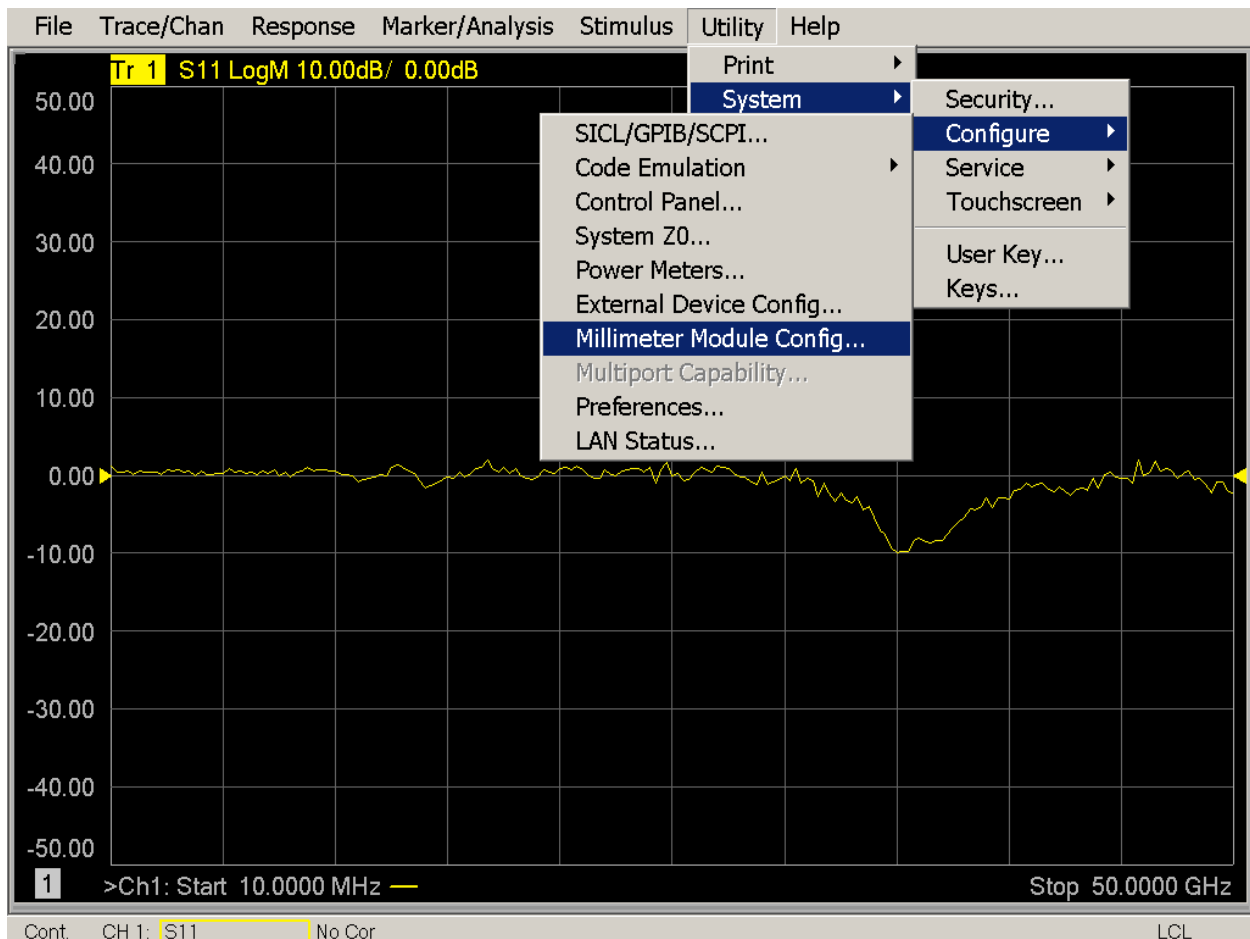 File Trace/Chan Response Marker/Analysis Stimulus Utility Help
Tr 1 S11 LogM 10.00dB/ 0.00dB
Print
System
Security...
Configure
Service
Touchscreen
User Key...
Keys...
SICL/GPIB/SCPI...
Code Emulation
Control Panel...
System Z0...
Power Meters...
External Device Config...
Millimeter Module Config...
Multiport Capability...
Preferences...
LAN Status...
50.00
40.00
30.00
20.00
10.00
0.00
-10.00
-20.00
-30.00
-40.00
-50.00
1 >Ch1: Start 10.0000 MHz Stop 50.0000 GHz
Cont. CH 1: S11 No Cor LCL